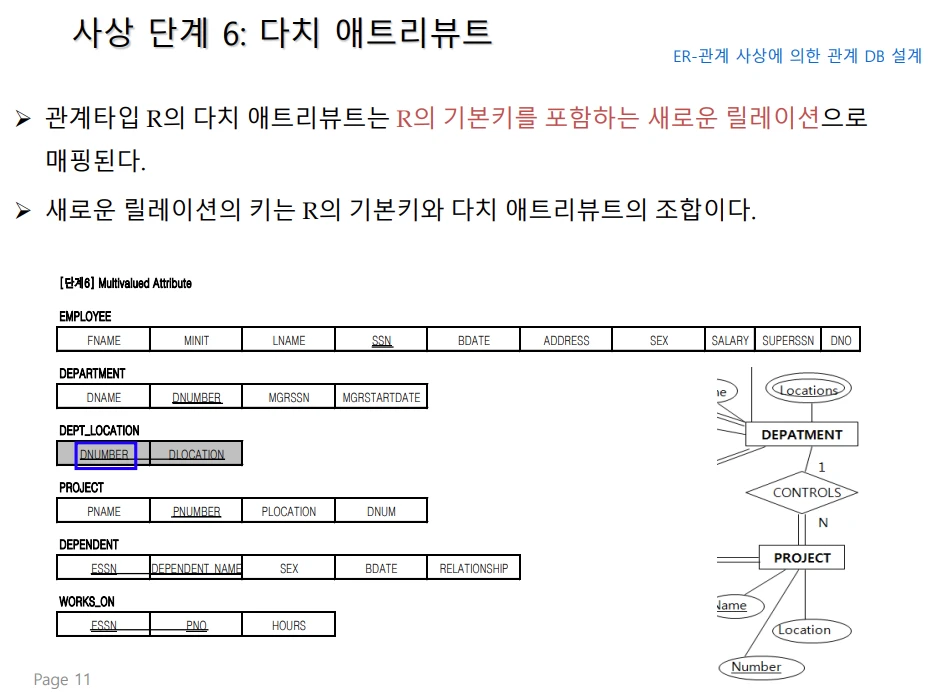 사상 단계 6: 다치 애트리뷰트
ER-관계 사상에 의한 관계 DB 설계
➢ 관계타입 R의 다치 애트리뷰트는 R의 기본키를 포함하는 새로운 릴레이션으로
매핑된다.
➢ 새로운 릴레이션의 키는 R의 기본키와 다치 애트리뷰트의 조합이다.
[단계6] Multivalued Attribute
EMPLOYEE
FNAME MINIT LNAME SSN BDATE ADDRESS SEX SALARY SUPERSSN DNO
DEPARTMENT
DNAME DNUMBER MGRSSN MGRSTARTDATE
DEPT_LOCATION
DNUMBER DLOCATION
PROJECT
PNAME PNUMBER PLOCATION DNUM
DEPENDENT
ESSN DEPENDENT_NAME SEX BDATE RELATIONSHIP
WORKS_ON
ESSN PNO HOURS
Locations
DEPATMENT
1
CONTROLS
N
PROJECT
Name
Location
Number
Page 11